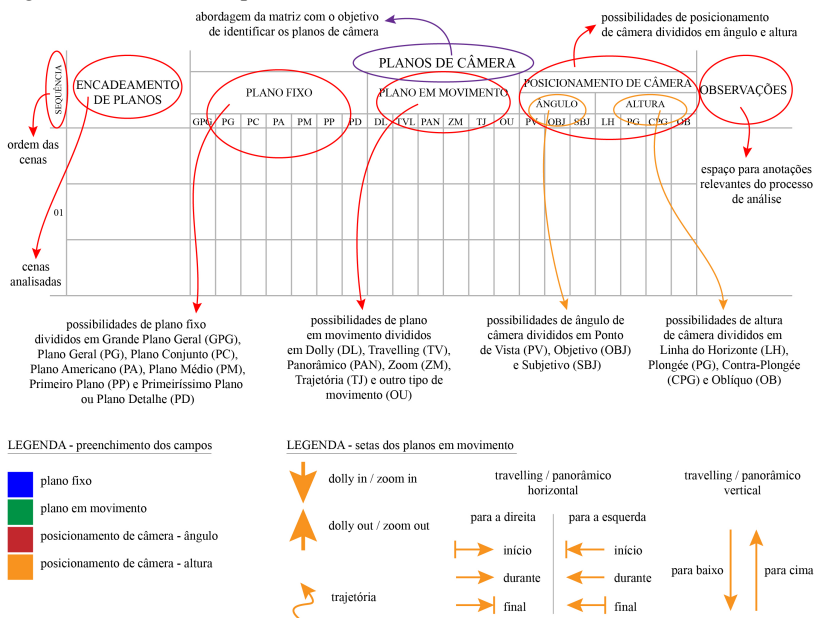 abordagem da matriz com o objetivo
de identificar os planos de câmera
possibilidades de posicionamento
de câmera divididos em ângulo e altura
SEQUÊNCIA
ENCADEAMENTO
DE PLANOS
PLANOS DE CÂMERA
PLANO FIXO
PLANO EM MOVIMENTO
POSICIONAMENTO DE CÂMERA
ÂNGULO
ALTURA
OBSERVAÇÕES
GPG PG PC PA PM PP PD DL TVL PAN ZM TJ OU PV OBJ SBJ LH PG CPG OB
ordem das
cenas
01
cenas
analisadas
espaço para anotações
relevantes do processo
de análise
possibilidades de plano fixo
divididos em Grande Plano Geral (GPG),
Plano Geral (PG), Plano Conjunto (PC),
Plano Americano (PA), Plano Médio (PM),
Primeiro Plano (PP) e Primeiríssimo Plano
ou Plano Detalhe (PD)
possibilidades de plano
em movimento divididos
em Dolly (DL), Travelling (TV),
Panorâmico (PAN), Zoom (ZM),
Trajetória (TJ) e outro tipo de
movimento (OU)
possibilidades de ângulo de
câmera divididos em Ponto
de Vista (PV), Objetivo (OBJ)
e Subjetivo (SBJ)
possibilidades de altura
de câmera divididos em
Linha do Horizonte (LH),
Plongée (PG), Contra-Plongée
(CPG) e Oblíquo (OB)
LEGENDA - preenchimento dos campos
plano fixo
plano em movimento
posicionamento de câmera - ângulo
posicionamento de câmera - altura
LEGENDA - setas dos planos em movimento
dolly in / zoom in
dolly out / zoom out
trajetória
travelling / panorâmico
horizontal
para a direita
início
durante
final
para a esquerda
início
durante
final
travelling / panorâmico
vertical
para baixo
para cima